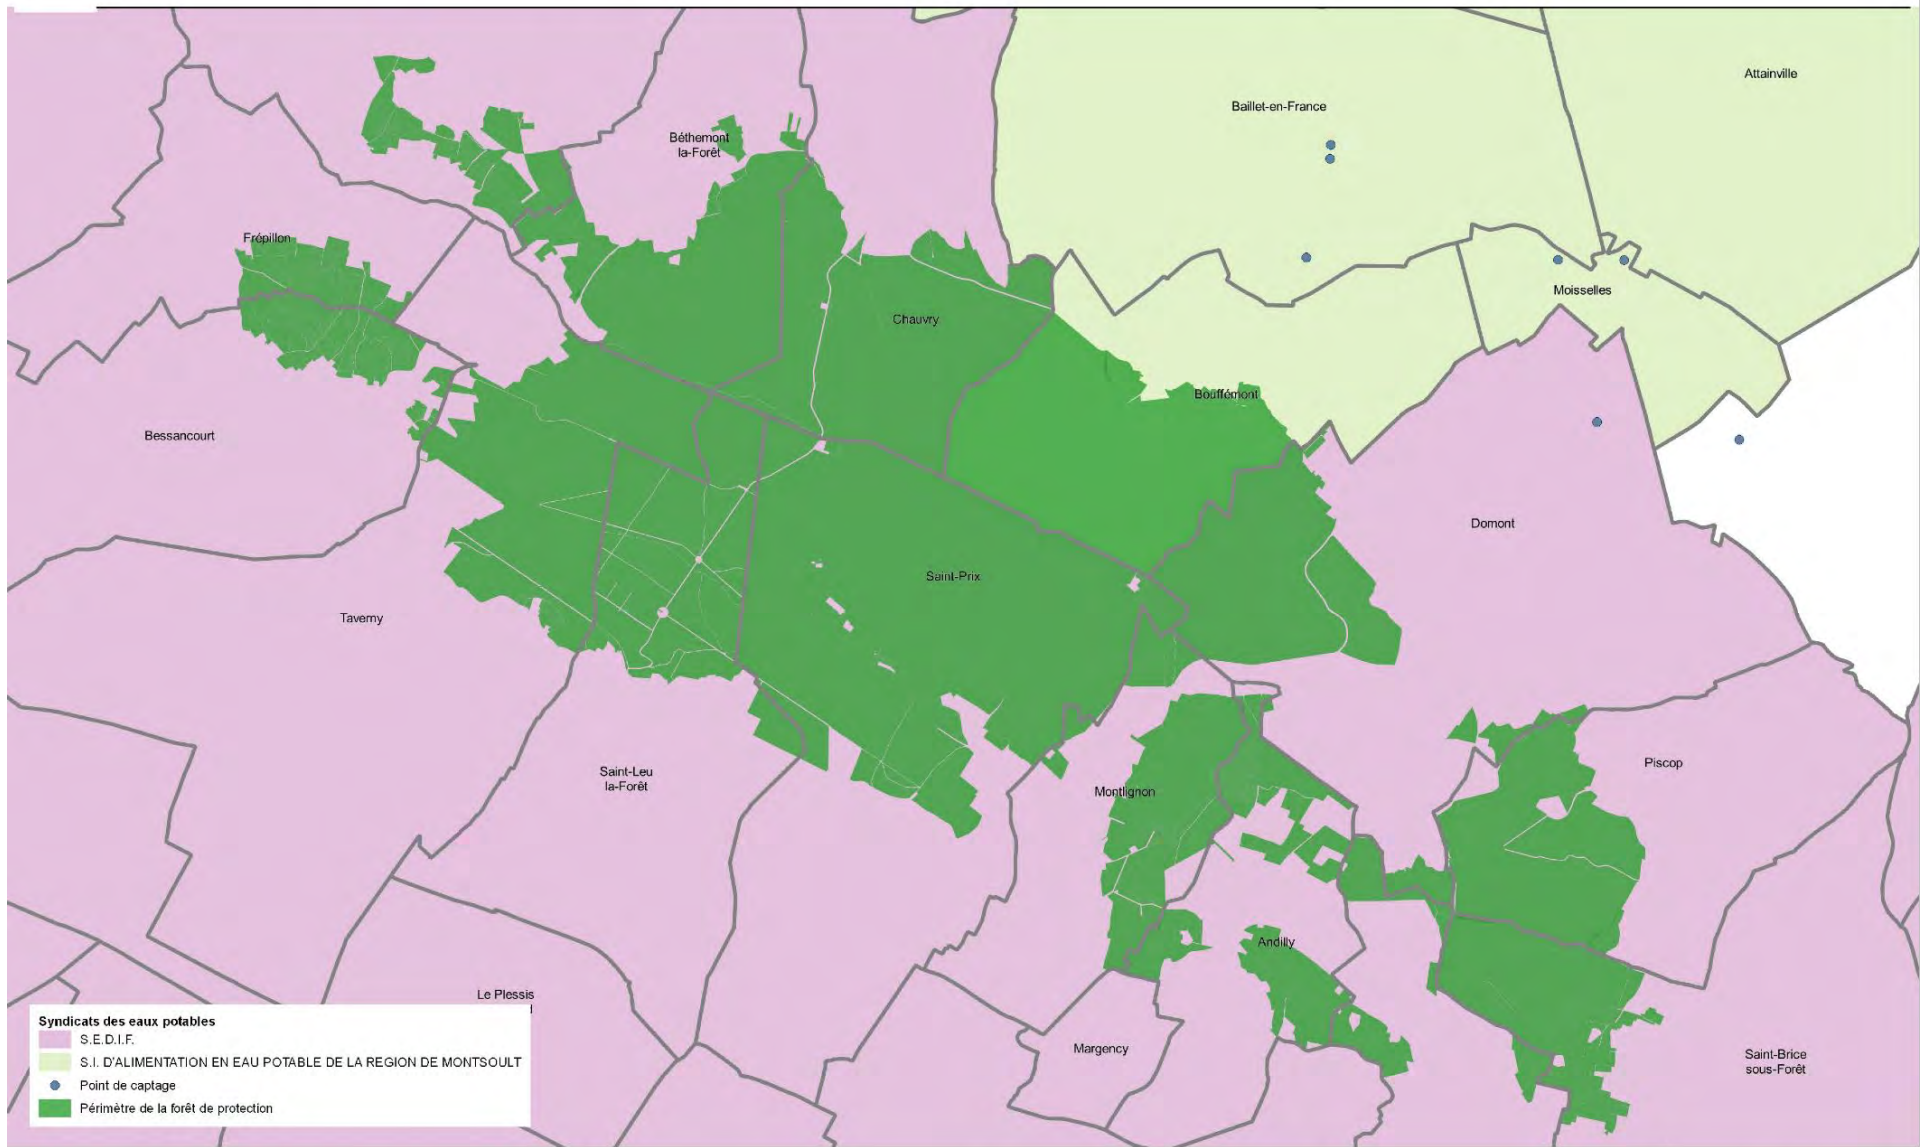 Attainville
Baillet-en-France
Béthemont
la-Forêt
Frépillon
Moisselles
Chauvry
Bouffémont
Bessancourt
Domont
Saint-Prix
Taverny
Piscop
Saint-Leu
la-Forêt
Montlignon
Andilly
Le Plessis
Margency
Saint-Brice
sous-Forêt
Syndicats des eaux potables
S.E.D.I.F.
S.I. D'ALIMENTATION EN EAU POTABLE DE LA REGION DE MONTSOULT
Point de captage
Périmètre de la forêt de protection